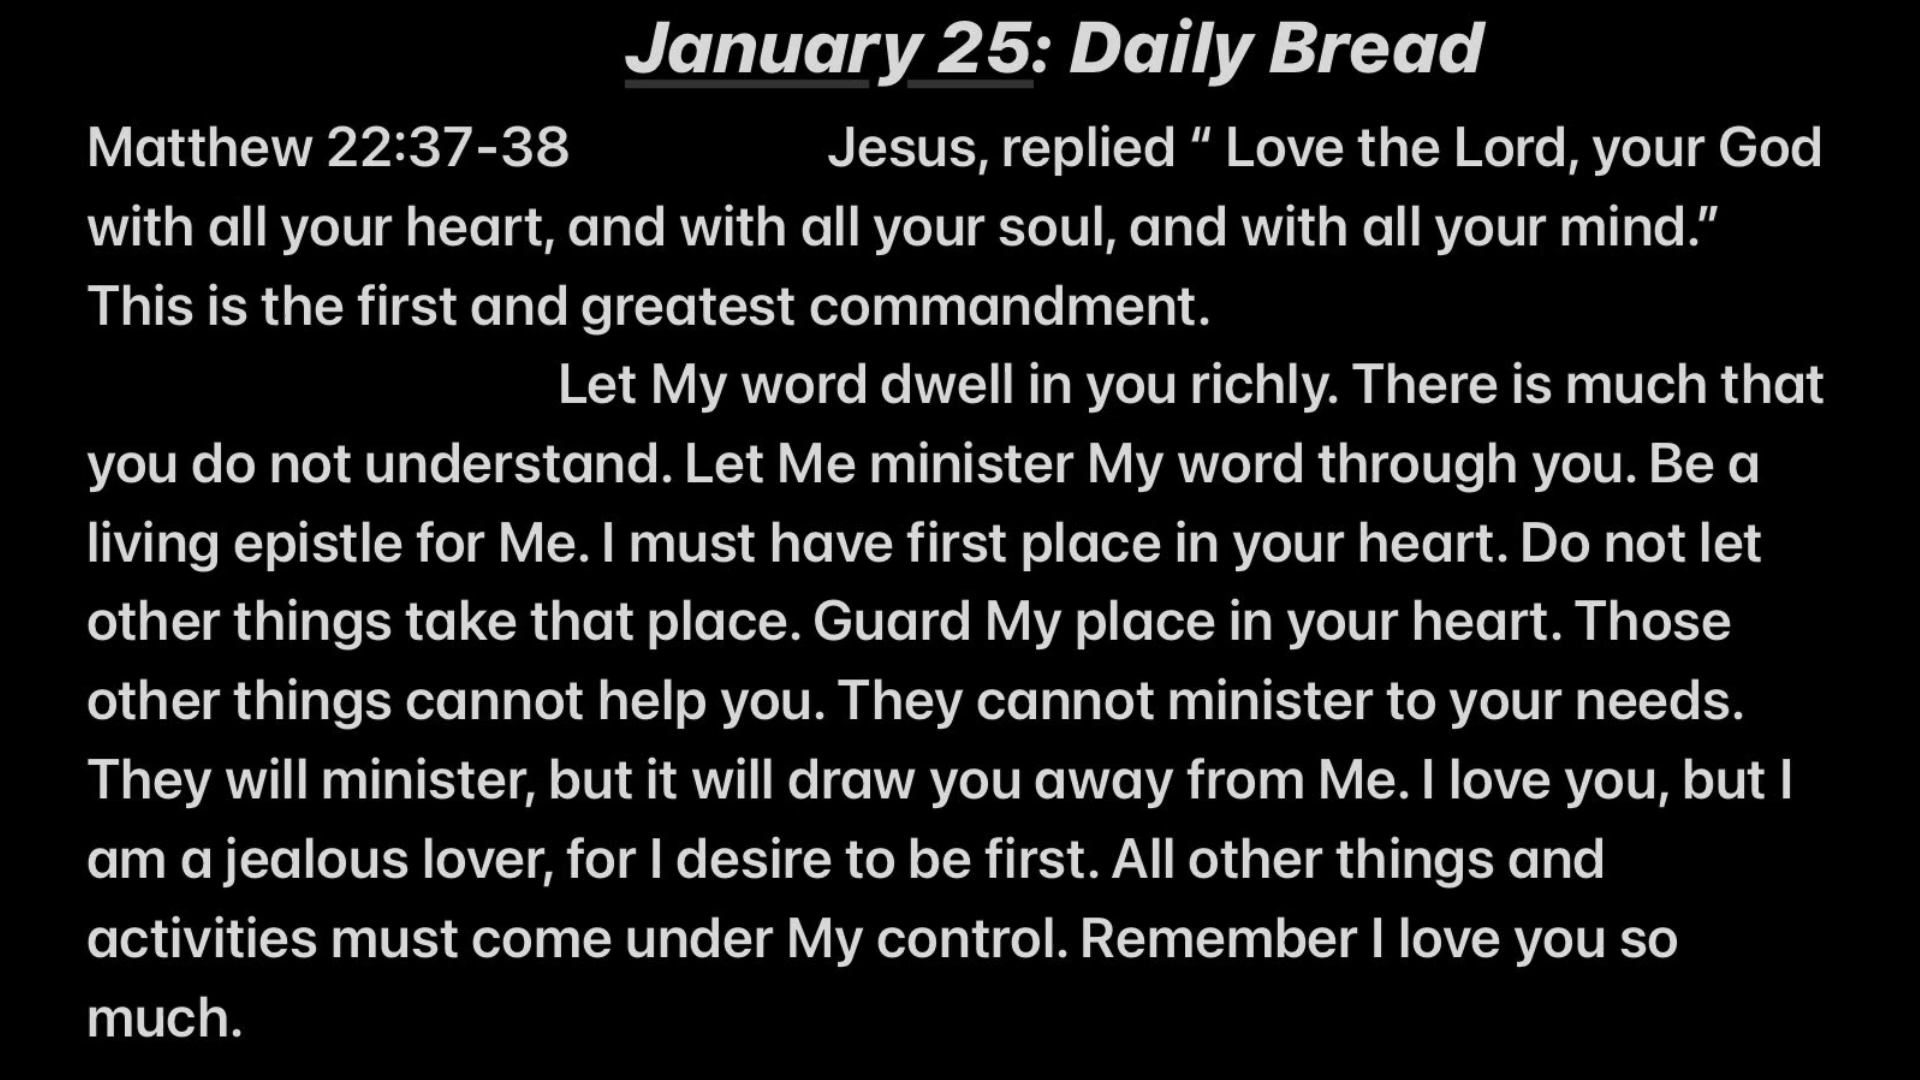 January 25: Daily Bread
Matthew 22:37-38 Jesus, replied “ Love the Lord, your God
with all your heart, and with all your soul, and with all your mind.”
This is the first and greatest commandment.
Let My word dwell in you richly. There is much that
you do not understand. Let Me minister My word through you. Be a
living epistle for Me. I must have first place in your heart. Do not let
other things take that place. Guard My place in your heart. Those
other things cannot help you. They cannot minister to your needs.
They will minister, but it will draw you away from Me. I love you, but I
am a jealous lover, for I desire to be first. All other things and
activities must come under My control. Remember I love you so
much.